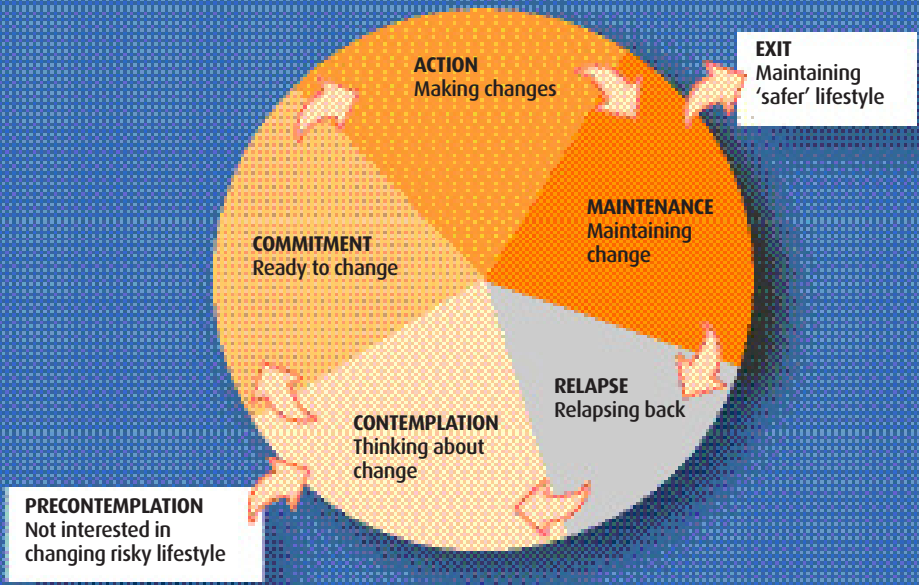 ACTION
Making changes
EXIT
Maintaining
‘safer’ lifestyle
MAINTENANCE
Maintaining
change
COMMITMENT
Ready to change
RELAPSE
Relapsing back
CONTEMPLATION
Thinking about
change
PRECONTEMPLATION
Not interested in
changing risky lifestyle